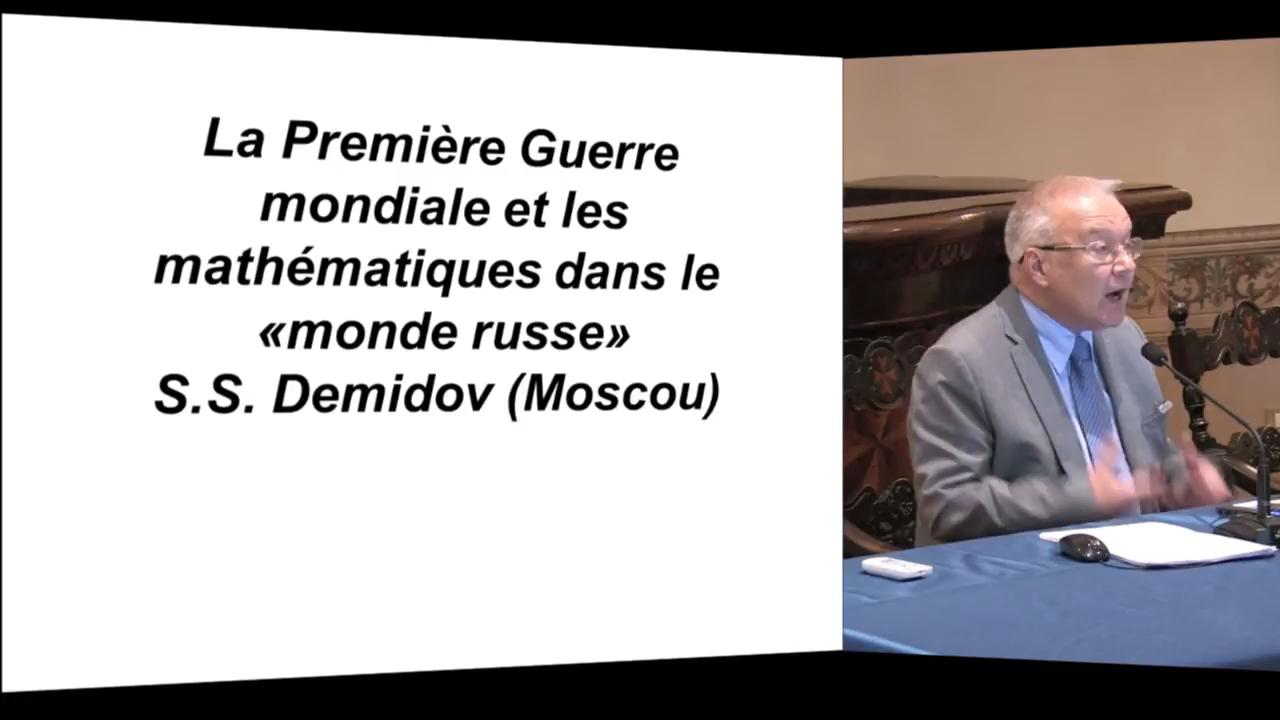 La Première Guerre
mondiale et les
mathématiques dans le
«monde russe»
S.S. Demidov (Moscou)